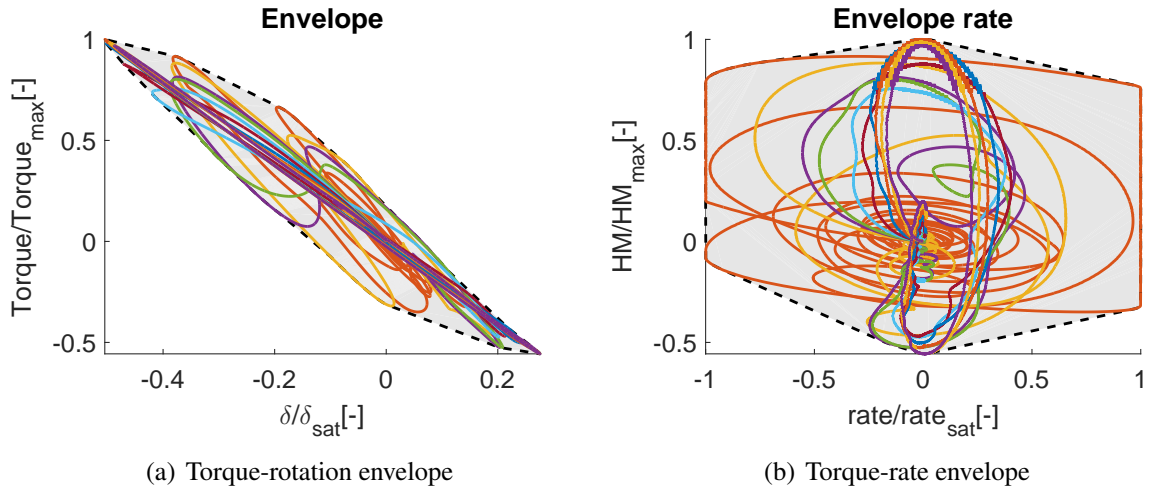 Envelope
1
0.5
0
-0.5
-0.4
-0.2
0
0.2
Torque/Torque_max[-]
δ/δ_sat[-]
(a) Torque-rotation envelope
Envelope rate
1
0.5
0
-0.5
-1
-0.5
0
0.5
1
HM/HM_max[-]
rate/rate_sat[-]
(b) Torque-rate envelope